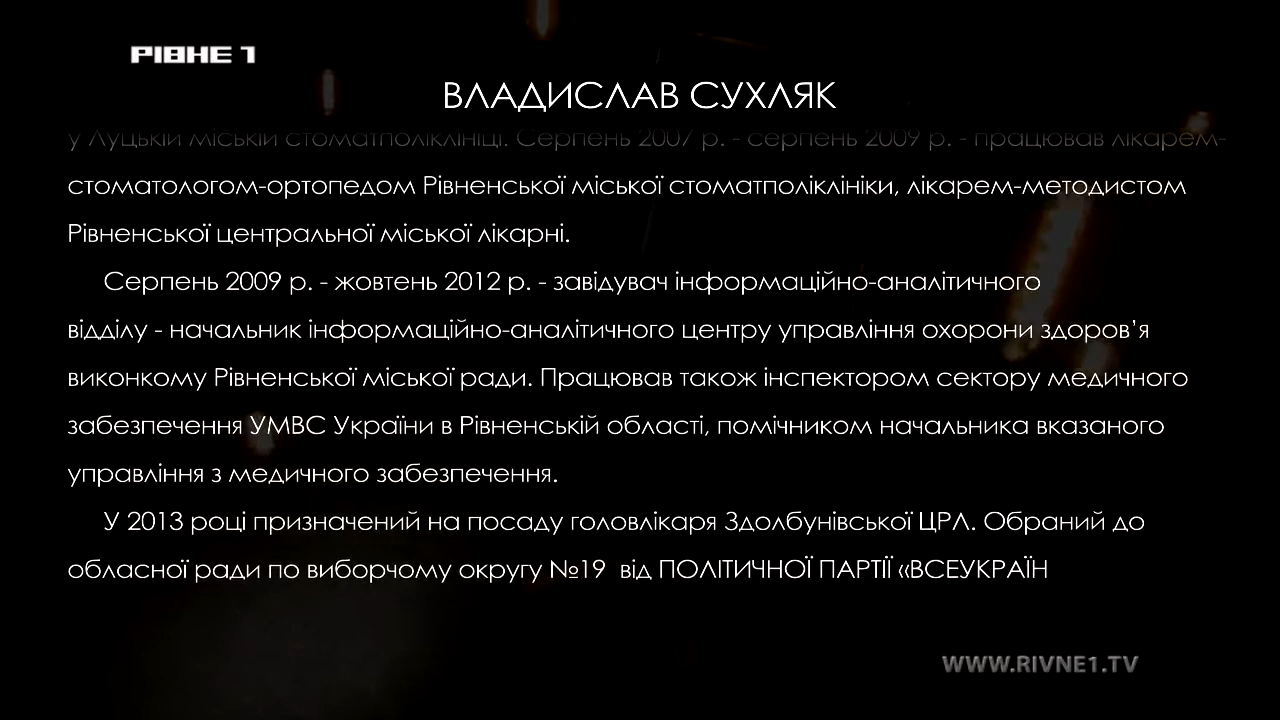 РІВНЕ 1
ВЛАДИСЛАВ СУХЛЯК
у Луцькій міській стоматполіклініці. Серпень 2007 р. - серпень 2009 р. - працював лікарем-
стоматологом-ортопедом Рівненської міської стоматполіклініки, лікарем-методистом
Рівненської центральної міської лікарні.
Серпень 2009 р. - жовтень 2012 р. - завідувач інформаційно-аналітичного
відділу - начальник інформаційно-аналітичного центру управління охорони здоров'я
виконкому Рівненської міської ради. Працював також інспектором сектору медичного
забезпечення УМВС України в Рівненській області, помічником начальника вказаного
управління з медичного забезпечення.
У 2013 році призначений на посаду головлікаря Здолбунівської ЦРЛ. Обраний до
обласної ради по виборчому округу №19 від ПОЛІТИЧНОЇ ПАРТІЇ «ВСЕУКРАЇН
WWW.RIVNE1.TV